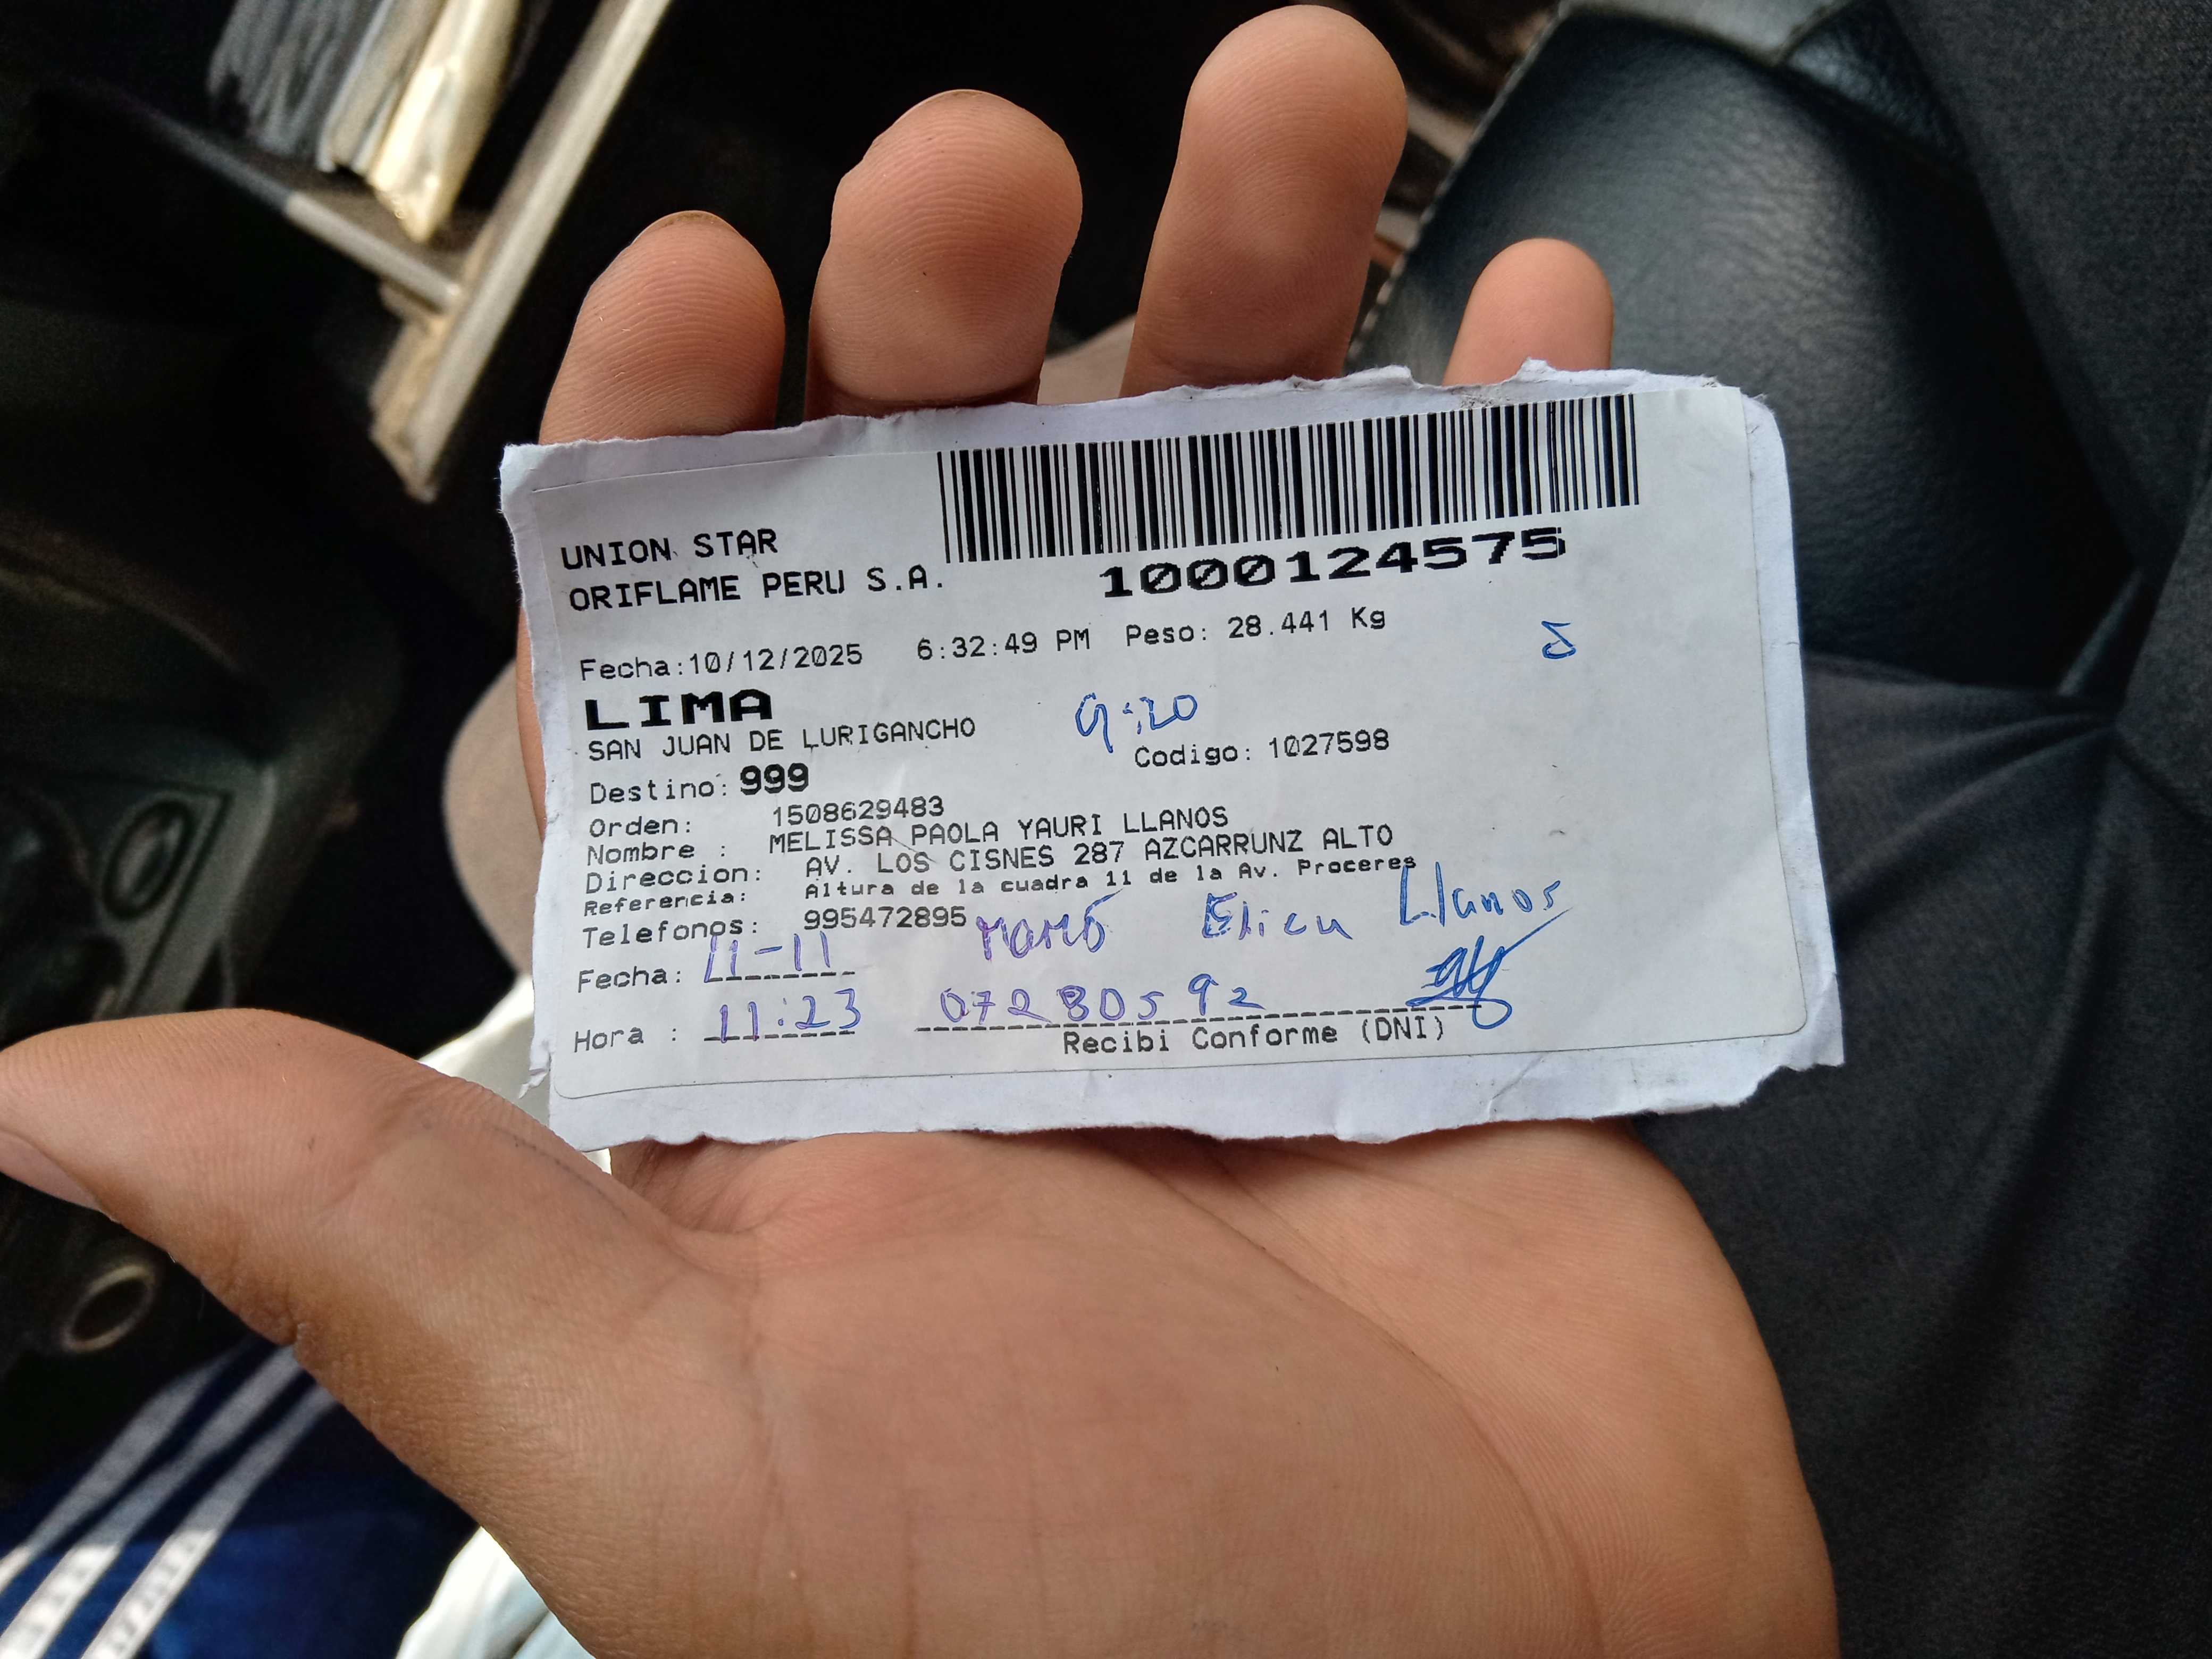 UNION STAR
ORIFLAME PERU S.A.
1000124575
Fecha:10/12/2025 6:32:49 PM Peso: 28.441 Kg
LIMA
9:20
SAN JUAN DE LURIGANCHO
Codigo: 1027598
Destino: 999
Orden: 1508629483
Nombre : MELISSA PAOLA YAURI LLANOS
Direccion: AV. LOS CISNES 287 AZCARRUNZ ALTO
Referencia: Altura de la cuadra 11 de la Av. Proceres
Telefonos: 995472895 Llanos
Fecha: 11-11
Hora : 11:23 07280592
Recibi Conforme (DNI)